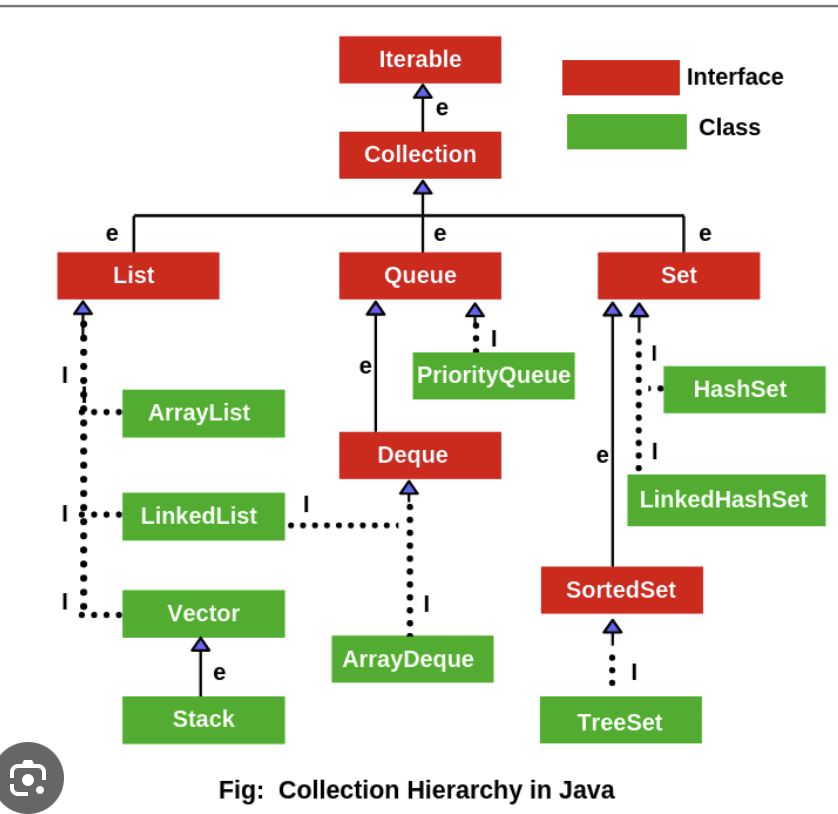 Iterable
Interface
e
Class
Collection
e
e
e
List
Queue
Set
I
e
I
I
PriorityQueue
HashSet
ArrayList
e
I
Deque
LinkedHashSet
I
LinkedList
I
SortedSet
I
Vector
I
e
ArrayDeque
I
Stack
TreeSet
Fig: Collection Hierarchy in Java